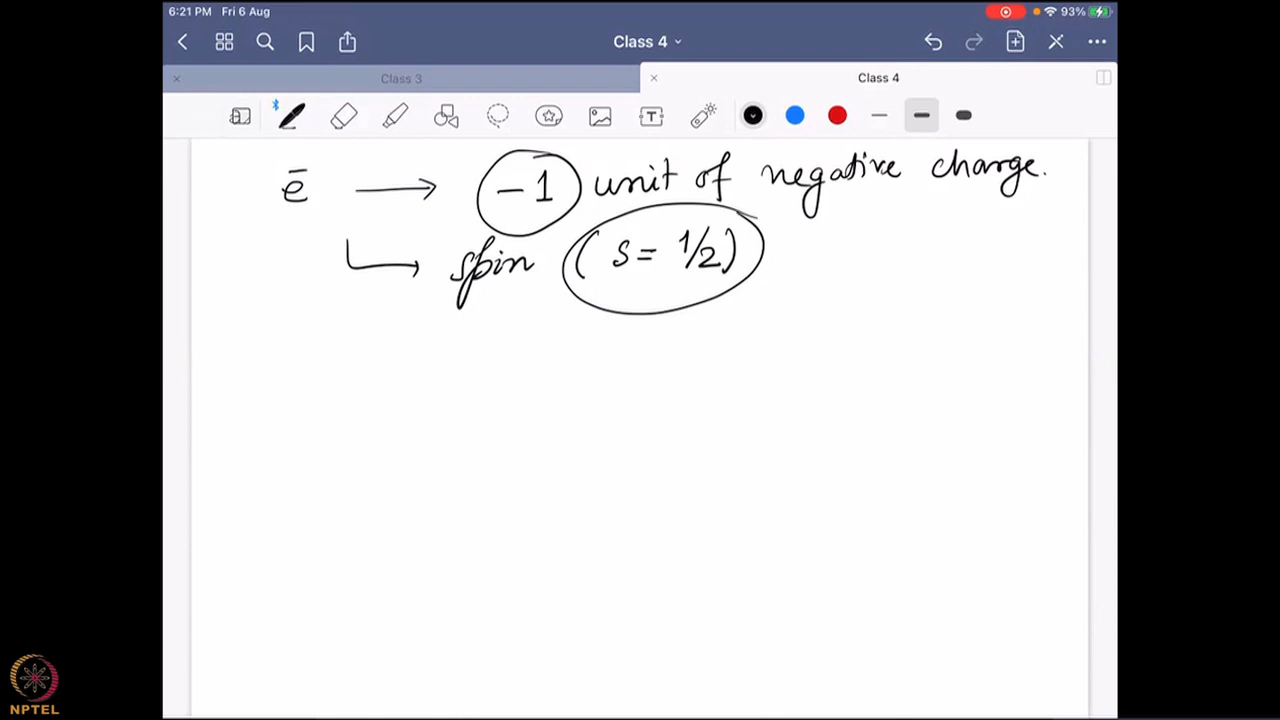 6:21 PM Fri 6 Aug 93%
Class 4
Class 3 Class 4
T
ē → -1 unit of negative charge.
↳ spin (s = 1/2)
NPTEL